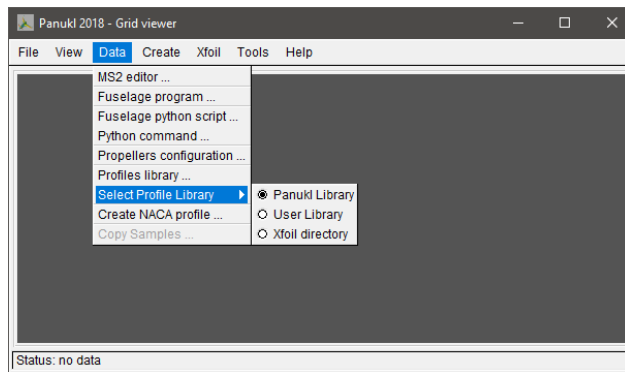 Panukl 2018 - Grid viewer
File View Data Create Xfoil Tools Help
MS2 editor ...
Fuselage program ...
Fuselage python script ...
Python command ...
Propellers configuration ...
Profiles library ...
Select Profile Library
Panukl Library
Create NACA profile ...
User Library
Copy Samples ...
Xfoil directory
Status: no data